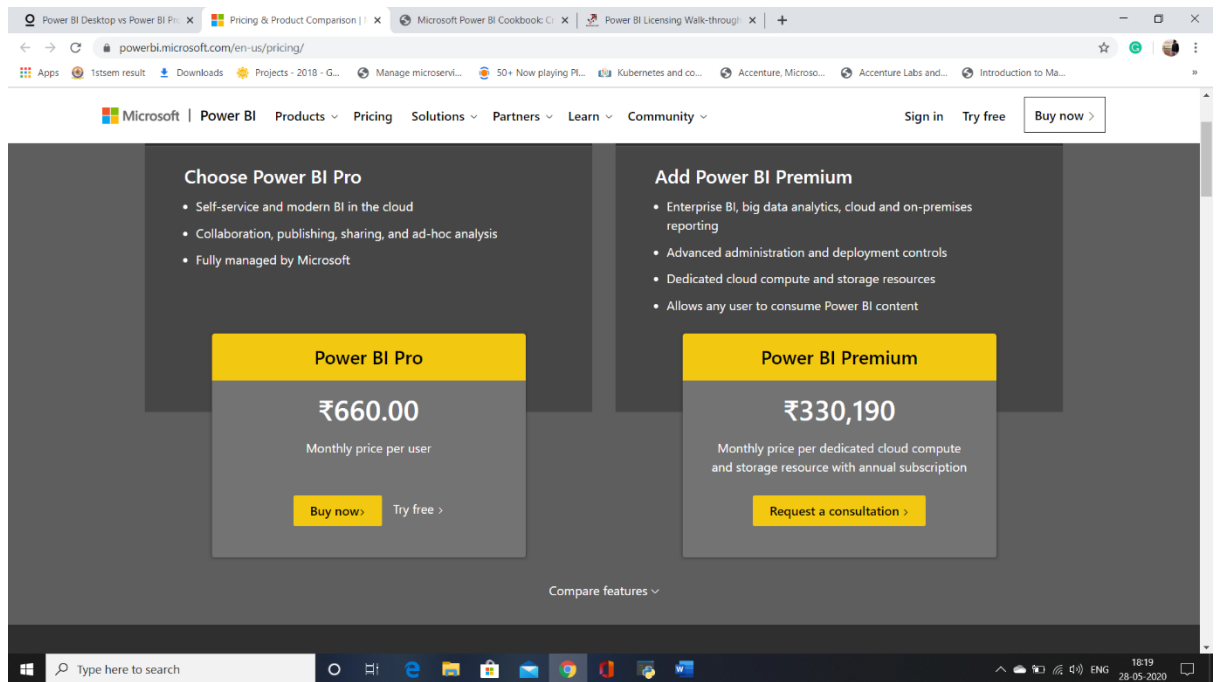 Power BI Desktop vs Power BI Pro
Pricing & Product Comparison |
Microsoft Power BI Cookbook:
Power BI Licensing Walk-through
powerbi.microsoft.com/en-us/pricing/
Apps
1stsem result
Downloads
Projects - 2018 - G...
Manage microservi...
50+ Now playing Pl...
Kubernetes and co...
Accenture, Microso...
Accenture Labs and...
Introduction to Ma...
Microsoft | Power BI Products Pricing Solutions Partners Learn Community Sign in Try free Buy now >
Choose Power BI Pro
• Self-service and modern BI in the cloud
• Collaboration, publishing, sharing, and ad-hoc analysis
• Fully managed by Microsoft
Power BI Pro
₹660.00
Monthly price per user
Buy now›
Try free ›
Add Power BI Premium
• Enterprise BI, big data analytics, cloud and on-premises
reporting
• Advanced administration and deployment controls
• Dedicated cloud compute and storage resources
• Allows any user to consume Power BI content
Power BI Premium
₹330,190
Monthly price per dedicated cloud compute
and storage resource with annual subscription
Request a consultation ›
Compare features
Type here to search
ENG
18:19
28-05-2020